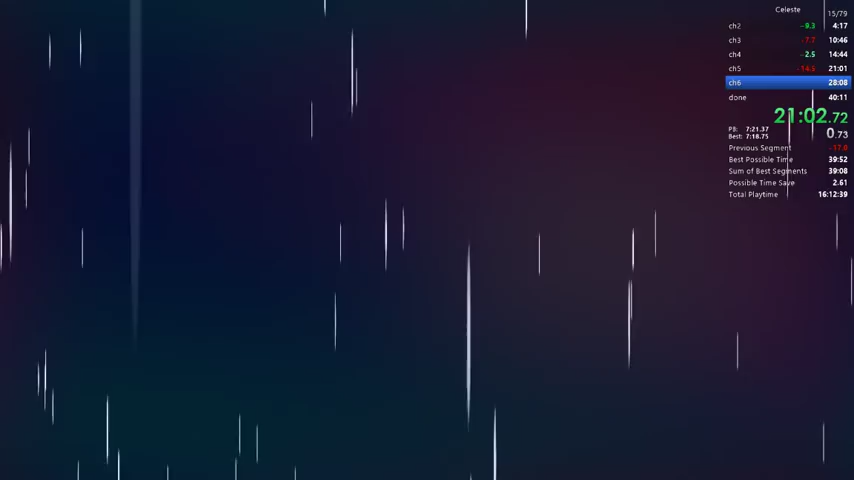 Celeste
15/79
ch2 -9.3 4:17
ch3 -7.7 10:46
ch4 -2.5 14:44
ch5 -14.5 21:01
ch6 28:08
done 40:11
21:02.72
PB: 7:21.37
Best: 7:18.75
0.73
Previous Segment -17.0
Best Possible Time 39:52
Sum of Best Segments 39:08
Possible Time Save 2.61
Total Playtime 16:12:39